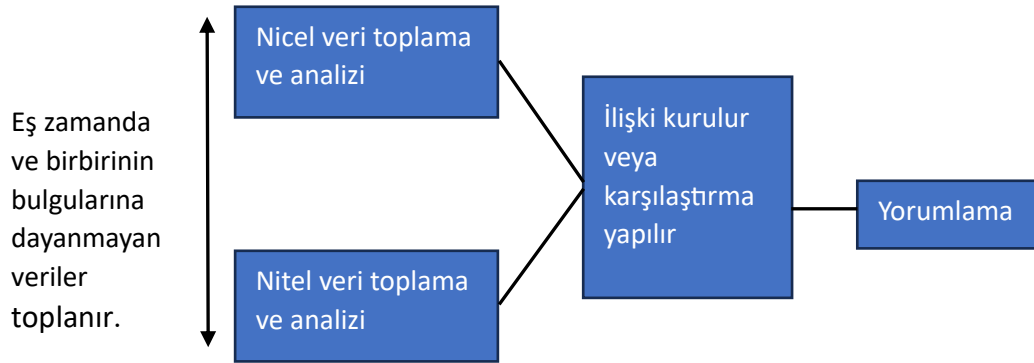 Eş zamanda
ve birbirinin
bulgularına
dayanmayan
veriler
toplanır.
Nicel veri toplama
ve analizi
Nitel veri toplama
ve analizi
İlişki kurulur
veya
karşılaştırma
yapılır
Yorumlama